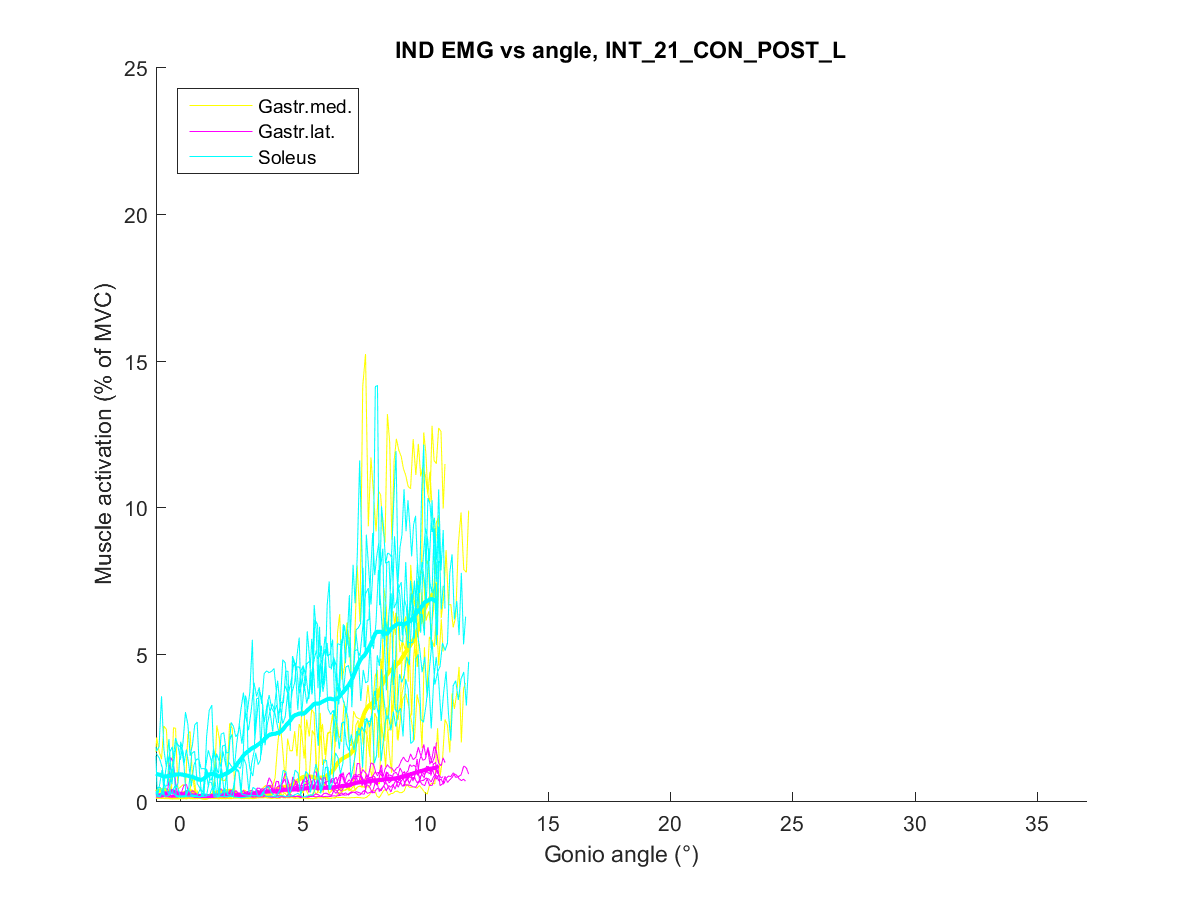 IND EMG vs angle, INT_21_CON_POST_L
25
20
15
10
5
0
Muscle activation (% of MVC)
Gastr.med.
Gastr.lat.
Soleus
0 5 10 15 20 25 30 35
Gonio angle (°)